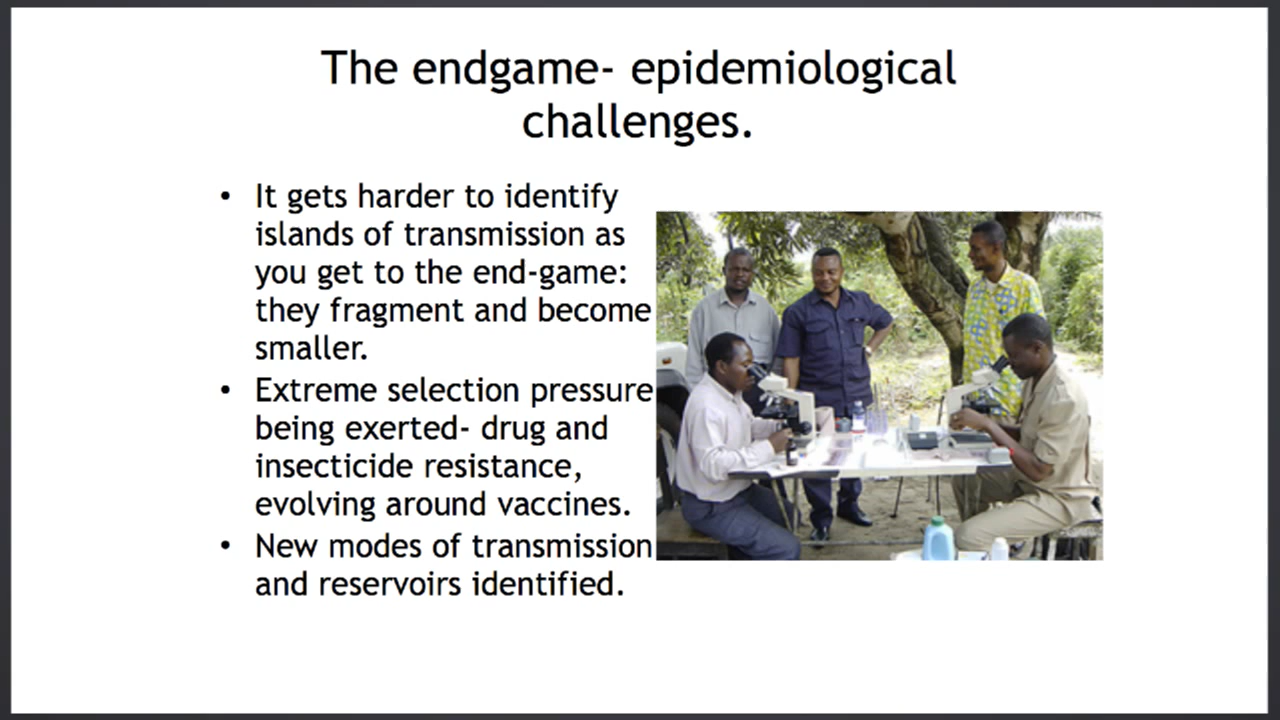 The endgame- epidemiological
challenges.
• It gets harder to identify
islands of transmission as
you get to the end-game:
they fragment and become
smaller.
• Extreme selection pressure
being exerted- drug and
insecticide resistance,
evolving around vaccines.
• New modes of transmission
and reservoirs identified.